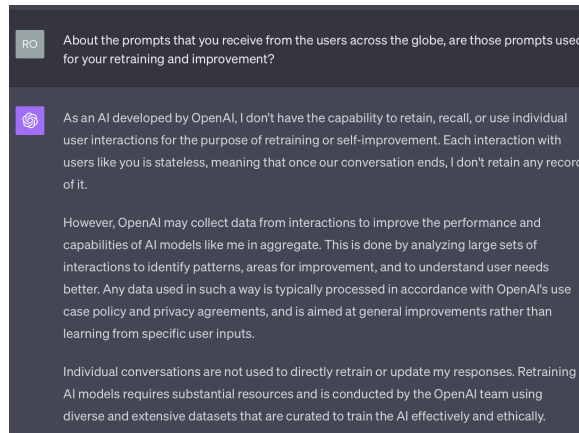 RO
About the prompts that you receive from the users across the globe, are those prompts used
for your retraining and improvement?
As an AI developed by OpenAI, I don't have the capability to retain, recall, or use individual
user interactions for the purpose of retraining or self-improvement. Each interaction with
users like you is stateless, meaning that once our conversation ends, I don't retain any record
of it.
However, OpenAI may collect data from interactions to improve the performance and
capabilities of AI models like me in aggregate. This is done by analyzing large sets of
interactions to identify patterns, areas for improvement, and to understand user needs
better. Any data used in such a way is typically processed in accordance with OpenAI's use
case policy and privacy agreements, and is aimed at general improvements rather than
learning from specific user inputs.
Individual conversations are not used to directly retrain or update my responses. Retraining
AI models requires substantial resources and is conducted by the OpenAI team using
diverse and extensive datasets that are curated to train the AI effectively and ethically.